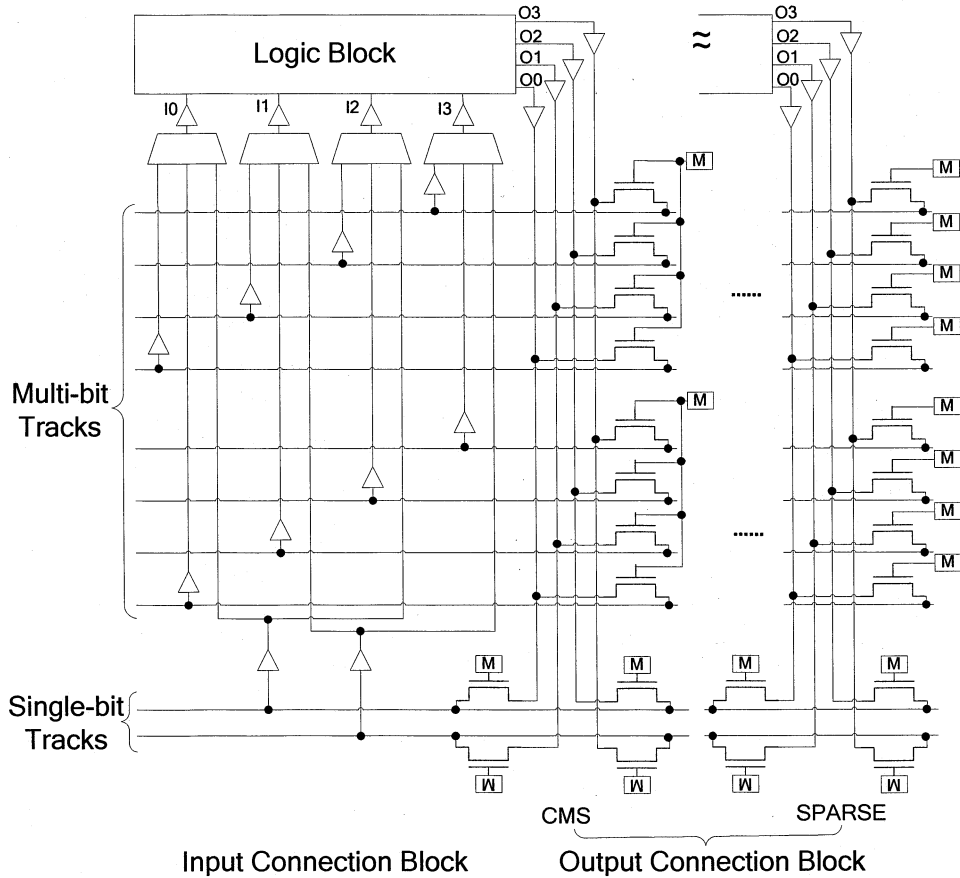 O3
O3
Logic Block
O2
≈
O2
O1
O1
O0
O0
I0
I1
I2
I3
M
M
M
M
......
M
Multi-bit
Tracks
M
M
M
M
......
M
M
M
M
M
M
Single-bit
Tracks
M
M
M
M
CMS
SPARSE
Input Connection Block
Output Connection Block